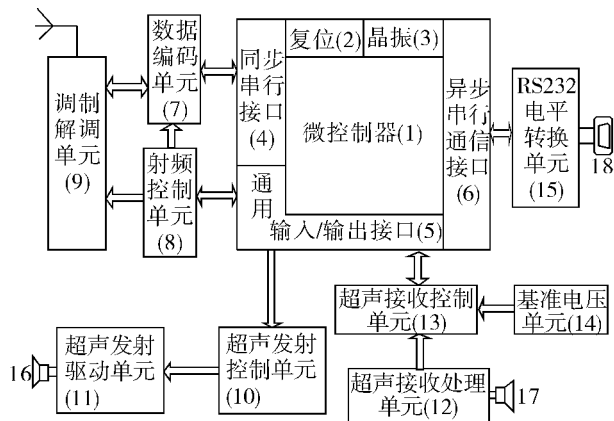 数据
编码
单元
(7)
同步
串行
接口
(4)
复位(2)
晶振(3)
微控制器(1)
异步
串行
通信
接口
(6)
RS232
电平
转换
单元
(15)
18
调制
解调
单元
(9)
射频
控制
单元
(8)
通
用
输入/输出接口(5)
超声接收控制
单元(13)
基准电压
单元(14)
16
超声发射
驱动单元
(11)
超声发射
控制单元
(10)
超声接收处理
单元(12)
17